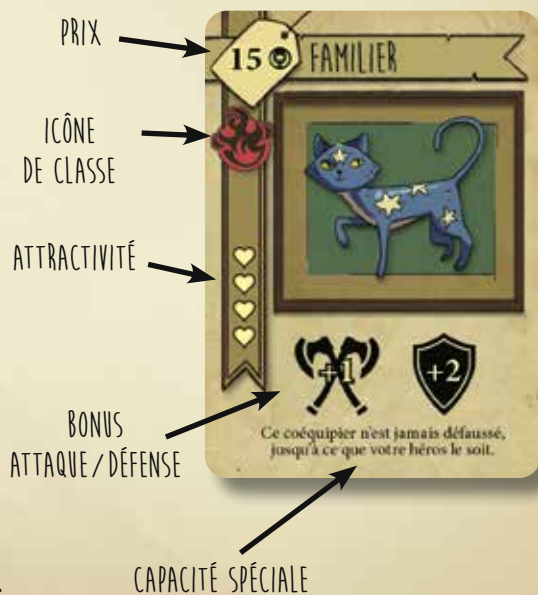 PRIX
15 FAMILIER
ICÔNE
DE CLASSE
ATTRACTIVITÉ
+1 +2
BONUS
ATTAQUE/DÉFENSE
Ce coéquipier n'est jamais défaussé,
jusqu'à ce que votre héros le soit.
CAPACITÉ SPÉCIALE